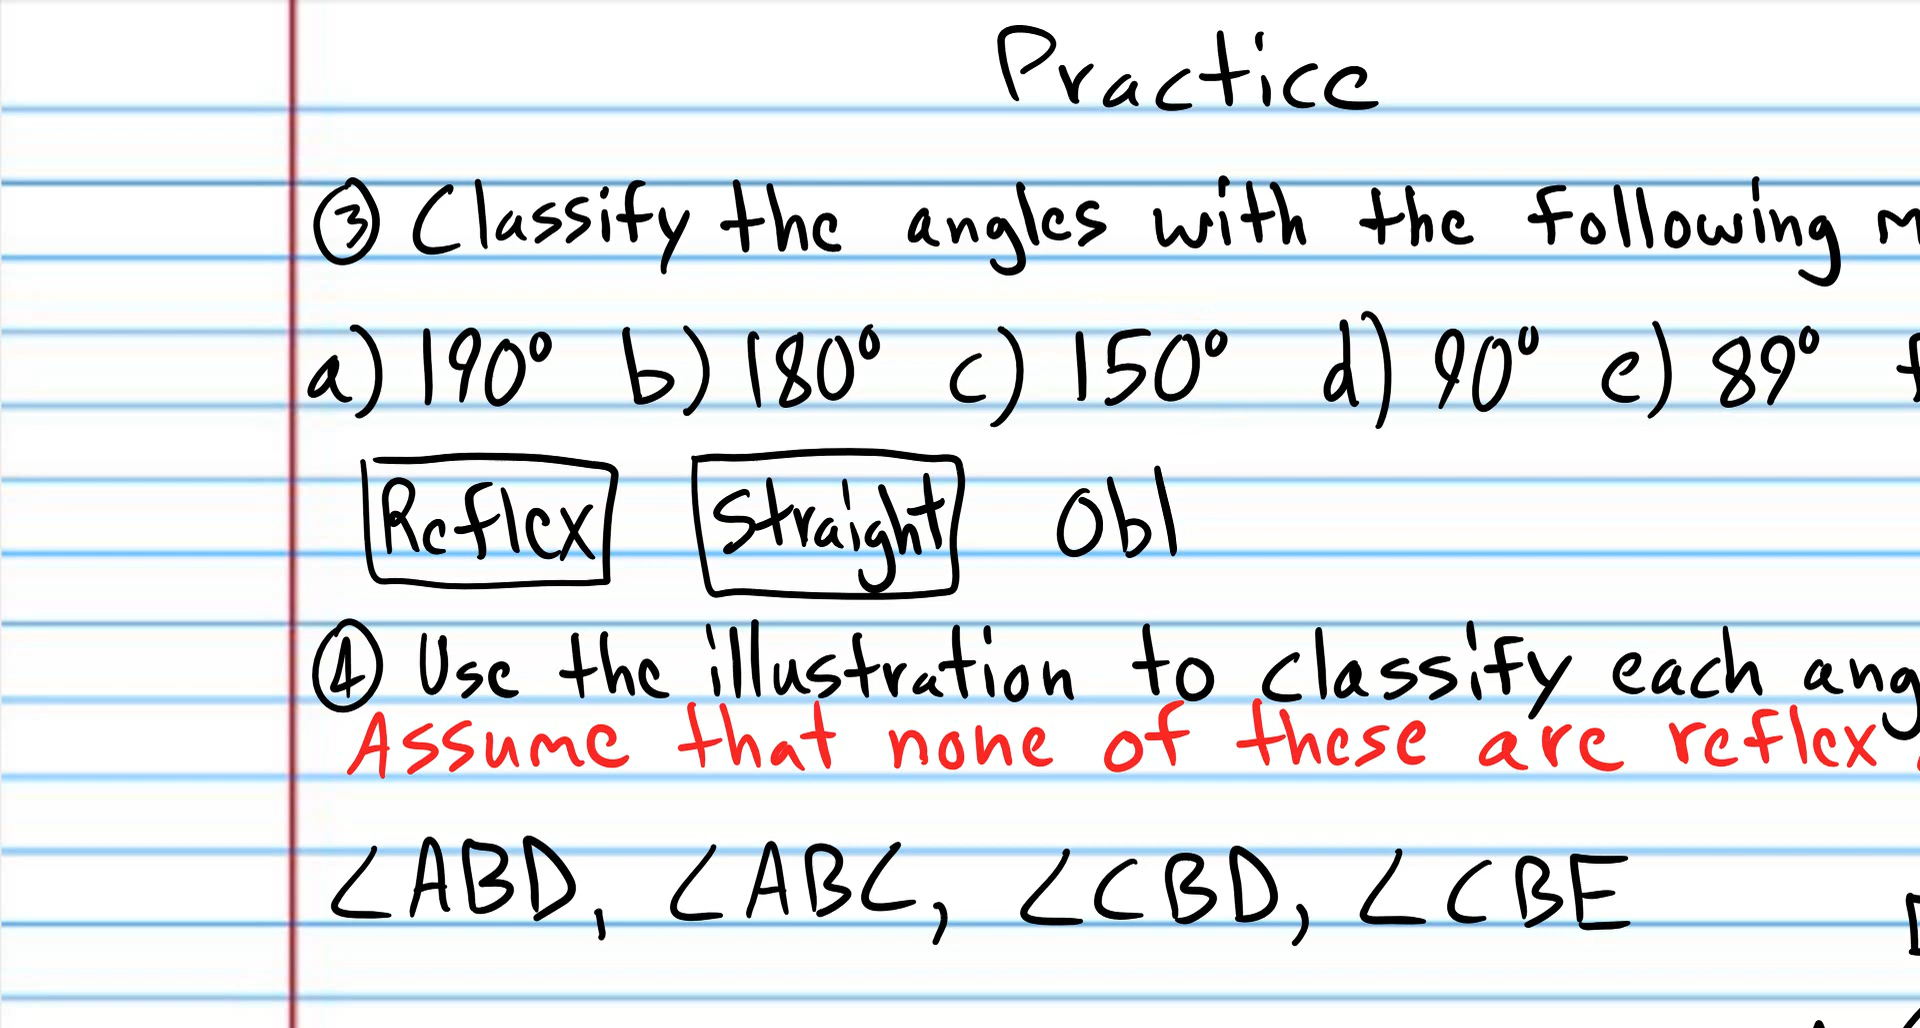 Practice
③ Classify the angles with the following
a) 190° b) 180° c) 150° d) 90° e) 89°
Reflex Straight Obl
④ Use the illustration to classify each ang
Assume that none of these are reflex
∠ABD, ∠ABC, ∠CBD, ∠CBE